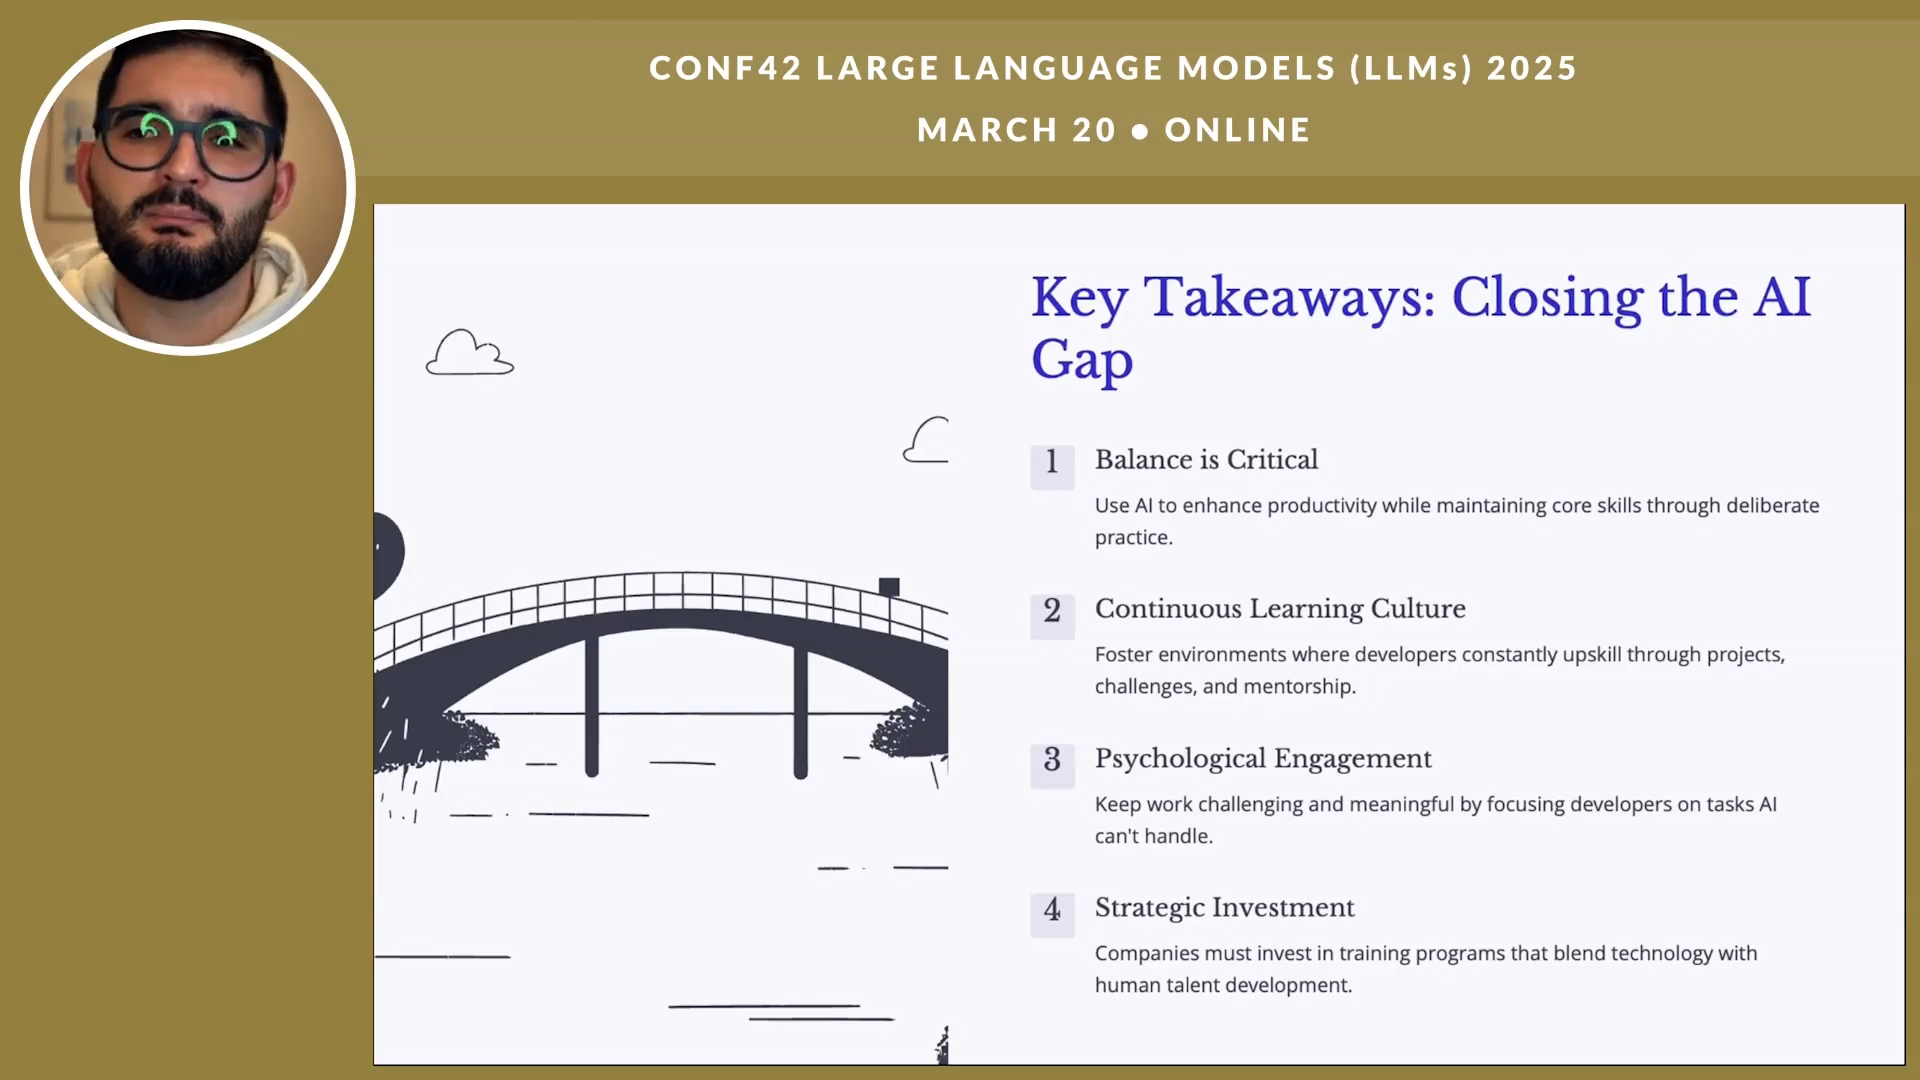 CONF42 LARGE LANGUAGE MODELS (LLMs) 2025
MARCH 20 ● ONLINE
Key Takeaways: Closing the AI
Gap
1
Balance is Critical
Use AI to enhance productivity while maintaining core skills through deliberate
practice.
2
Continuous Learning Culture
Foster environments where developers constantly upskill through projects,
challenges, and mentorship.
3
Psychological Engagement
Keep work challenging and meaningful by focusing developers on tasks AI
can't handle.
4
Strategic Investment
Companies must invest in training programs that blend technology with
human talent development.